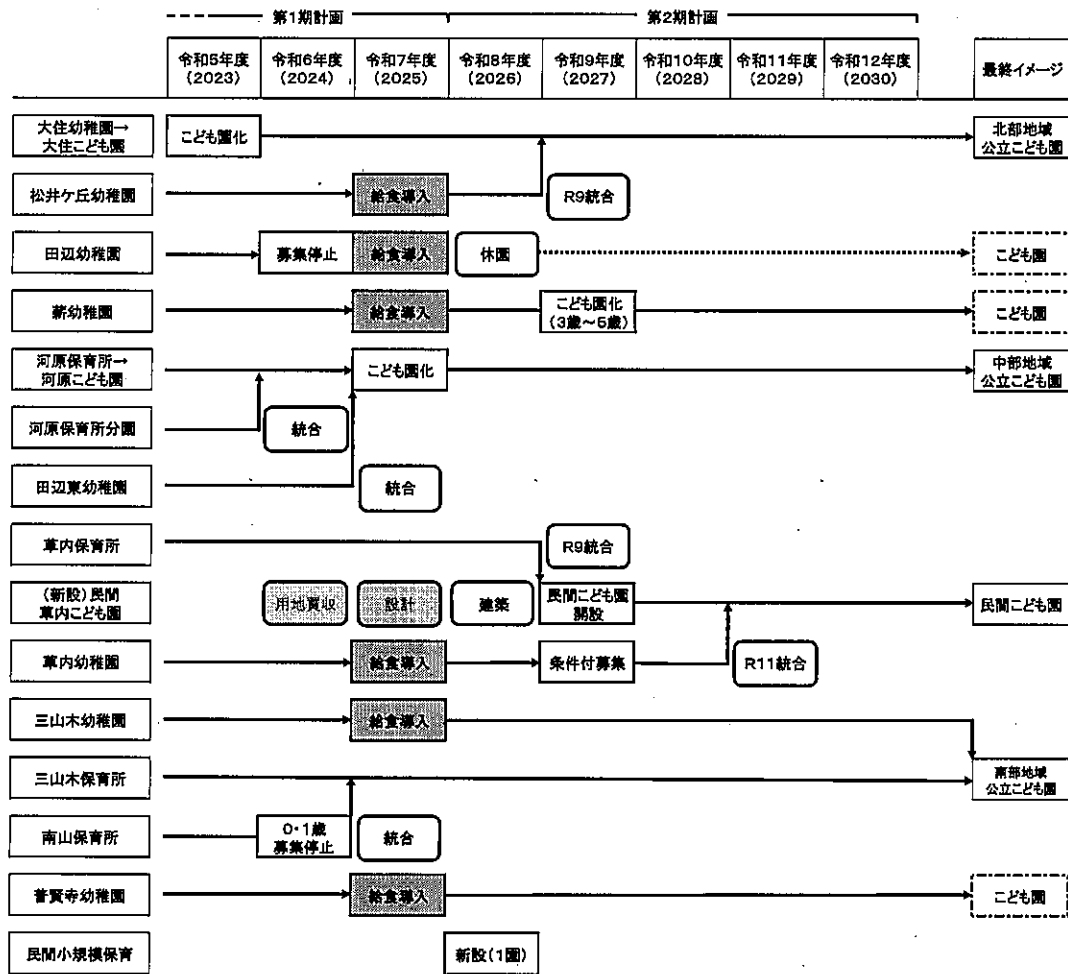 第1期計画
第2期計画
令和5年度
(2023)
令和6年度
(2024)
令和7年度
(2025)
令和8年度
(2026)
令和9年度
(2027)
令和10年度
(2028)
令和11年度
(2029)
令和12年度
(2030)
最終イメージ
大住幼稚園→
大住こども園
こども園化
北部地域
公立こども園
松井ケ丘幼稚園
給食導入
R9統合
田辺幼稚園
募集停止
給食導入
休園
こども園
薪幼稚園
給食導入
こども園化
(3歳~5歳)
こども園
河原保育所→
河原こども園
こども園化
中部地域
公立こども園
河原保育所分園
統合
田辺東幼稚園
統合
草内保育所
R9統合
(新設)民間
草内こども園
用地買収
設計
建築
民間こども園
開設
民間こども園
草内幼稚園
給食導入
条件付募集
R11統合
三山木幼稚園
給食導入
三山木保育所
南部地域
公立こども園
南山保育所
0・1歳
募集停止
統合
普賢寺幼稚園
給食導入
こども園
民間小規模保育
新設(1園)